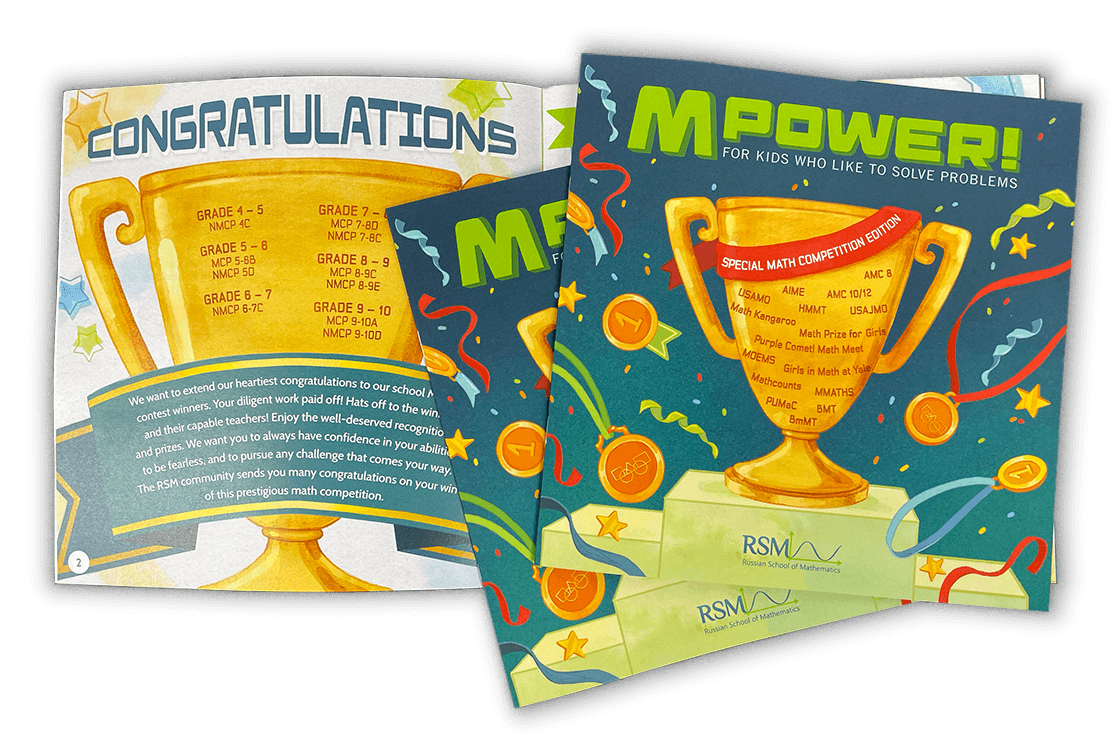 CONGRATULATIONS
GRADE 4 – 5
NMCP 4C
GRADE 5 – 6
MCP 5-6B
NMCP 5D
GRADE 6 – 7
NMCP 6-7C
GRADE 7 –
MCP 7-8D
NMCP 7-8C
GRADE 8 – 9
MCP 8-9C
NMCP 8-9E
GRADE 9 – 10
MCP 9-10A
NMCP 9-10D
We want to extend our heartiest congratulations to our school
contest winners. Your diligent work paid off! Hats off to the
and their capable teachers! Enjoy the well-deserved
and prizes. We want you to always have confidence in your
to be fearless, and to pursue any challenge that comes your way.
The RSM community sends you many congratulations on your
of this prestigious math competition.
2
MPOWER!
FOR KIDS WHO LIKE TO SOLVE PROBLEMS
SPECIAL MATH COMPETITION EDITION
AMC 8
USAMO AIME AMC 10/12
Math Kangaroo HMMT USAJMO
Math Prize for Girls
Purple Comet! Math Meet
MOEMS Girls in Math at Yale
Mathcounts MMATHS
PUMaC BMT
BmMT
1
1
RSM
Russian School of Mathematics
1
RSM
Russian School of Mathematics